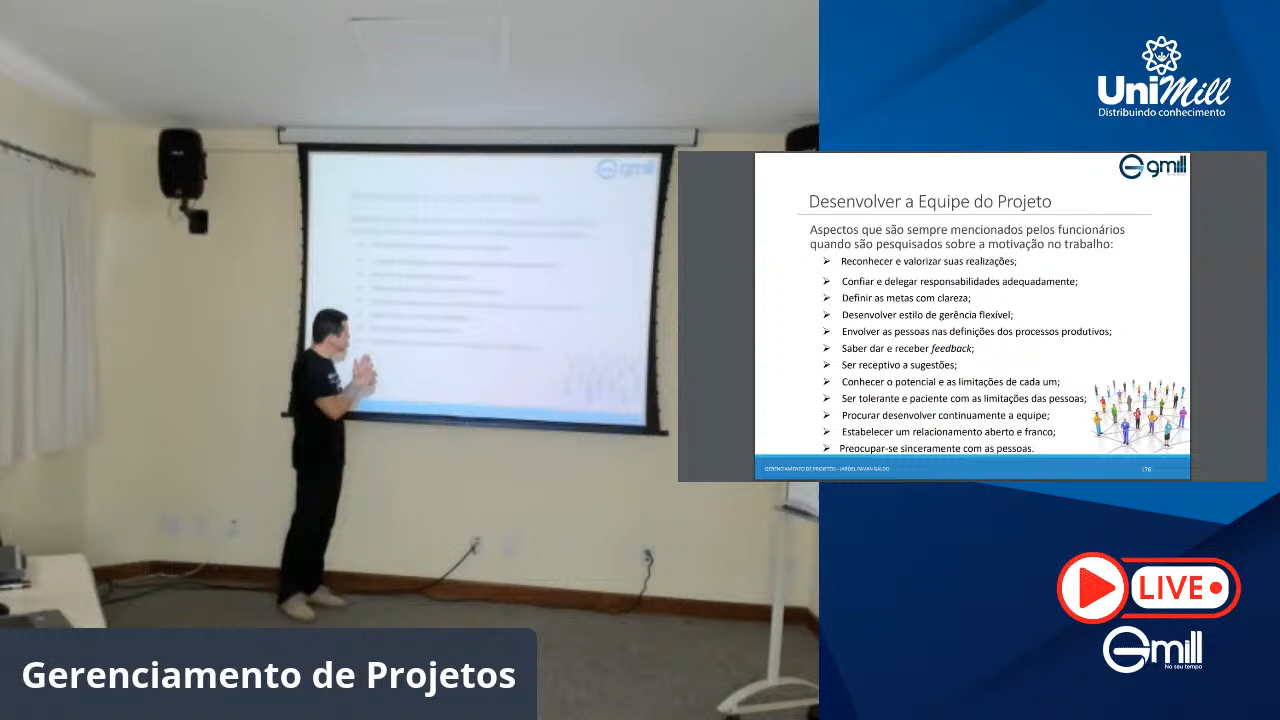 UniMill
Distribuindo conhecimento
gmill
gmill
Desenvolver a Equipe do Projeto
Aspectos que são sempre mencionados pelos funcionários
quando são pesquisados sobre a motivação no trabalho:
Reconhecer e valorizar suas realizações;
Confiar e delegar responsabilidades adequadamente;
Definir as metas com clareza;
Desenvolver estilo de gerência flexível;
Envolver as pessoas nas definições dos processos produtivos;
Saber dar e receber feedback;
Ser receptivo a sugestões;
Conhecer o potencial e as limitações de cada um;
Ser tolerante e paciente com as limitações das pessoas;
Procurar desenvolver continuamente a equipe;
Estabelecer um relacionamento aberto e franco;
Preocupar-se sinceramente com as pessoas.
GERENCIAMENTO DE PROJETOS - JARDEL PAVAN BALDO
176
LIVE
Gmill
No seu tempo
Gerenciamento de Projetos